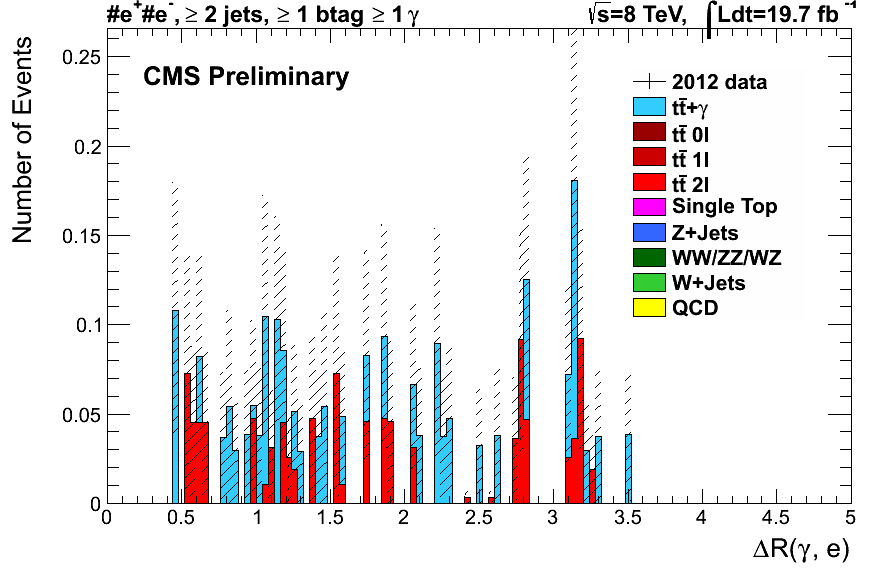 #e⁺#e⁻, ≥ 2 jets, ≥ 1 btag ≥ 1 γ √s=8 TeV, ∫Ldt=19.7 fb⁻¹
CMS Preliminary
2012 data
tt̄+γ
tt̄ 0l
tt̄ 1l
tt̄ 2l
Single Top
Z+Jets
WW/ZZ/WZ
W+Jets
QCD
Number of Events
0.25
0.2
0.15
0.1
0.05
0
0 0.5 1 1.5 2 2.5 3 3.5 4 4.5 5
ΔR(γ, e)